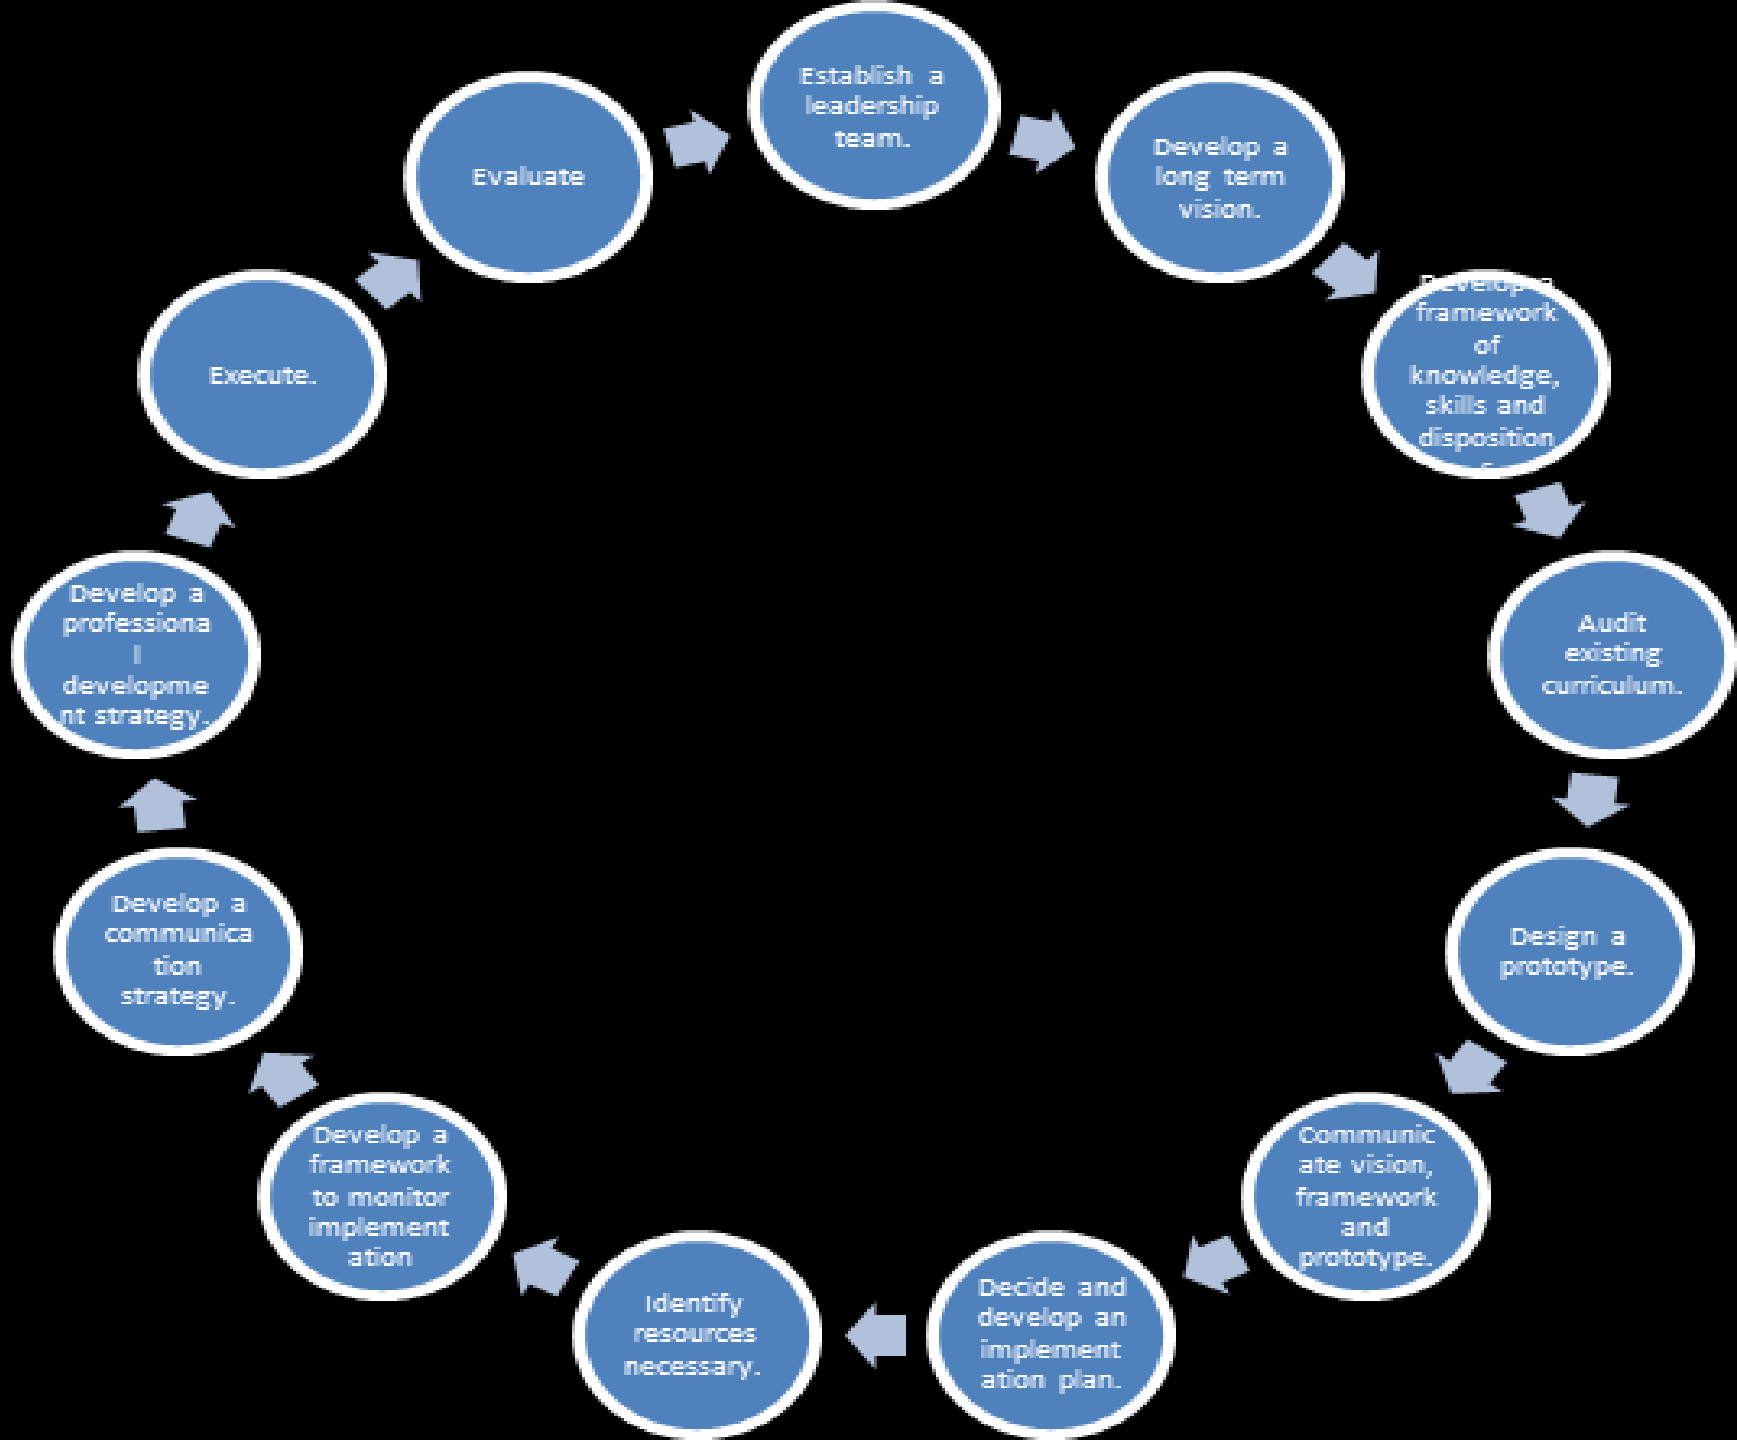 Establish a
leadership
team.
Develop a
long term
vision.
Develop a
framework
of
knowledge,
skills and
disposition
s
Audit
existing
curriculum.
Design a
prototype.
Communic
ate vision,
framework
and
prototype.
Decide and
develop an
implement
ation plan.
Identify
resources
necessary.
Develop a
framework
to monitor
implement
ation
Develop a
communica
tion
strategy.
Develop a
professiona
l
developme
nt strategy.
Execute.
Evaluate